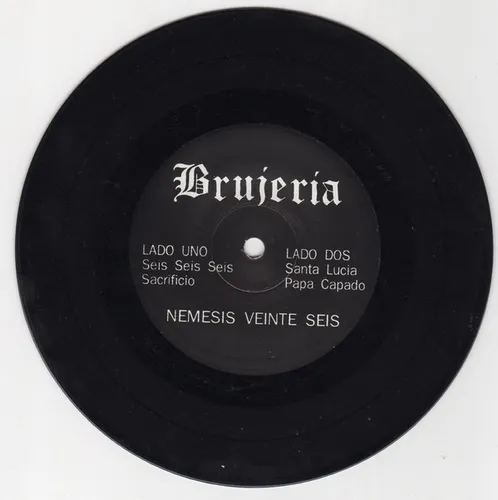 Brujeria
LADO UNO
Seis Seis Seis
Sacrificio
LADO DOS
Santa Lucia
Papa Capado
NEMESIS VEINTE SEIS